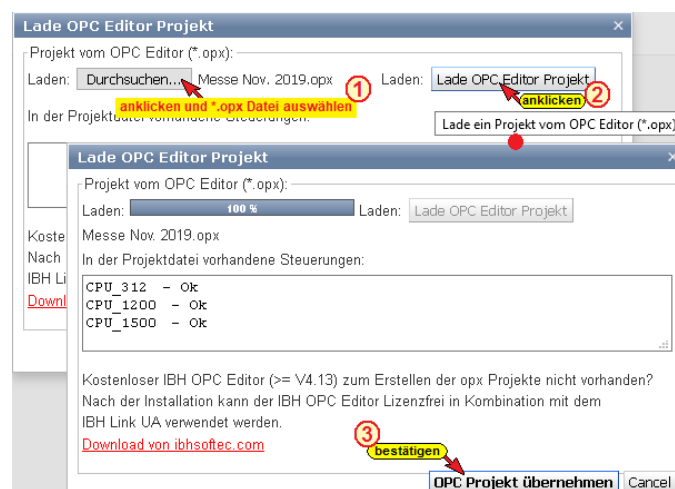 Lade OPC Editor Projekt
Projekt vom OPC Editor (*.opx):
Laden: Durchsuchen... Messe Nov. 2019.opx Laden: Lade OPC Editor Projekt
1
2
anklicken und *.opx Datei auswählen
anklicken
In der Projektdatei vorhandene Steuerungen:
Lade ein Projekt vom OPC Editor (*.opx)
Lade OPC Editor Projekt
Projekt vom OPC Editor (*.opx):
Laden: 100 % Laden: Lade OPC Editor Projekt
Koste
Messe Nov. 2019.opx
Nach
In der Projektdatei vorhandene Steuerungen:
IBH Li
CPU_312 - Ok
Downl
CPU_1200 - Ok
CPU_1500 - Ok
Kostenloser IBH OPC Editor (>= V4.13) zum Erstellen der opx Projekte nicht vorhanden?
Nach der Installation kann der IBH OPC Editor Lizenzfrei in Kombination mit dem
IBH Link UA verwendet werden.
3
Download von ibhsoftec.com
bestätigen
OPC Projekt übernehmen Cancel